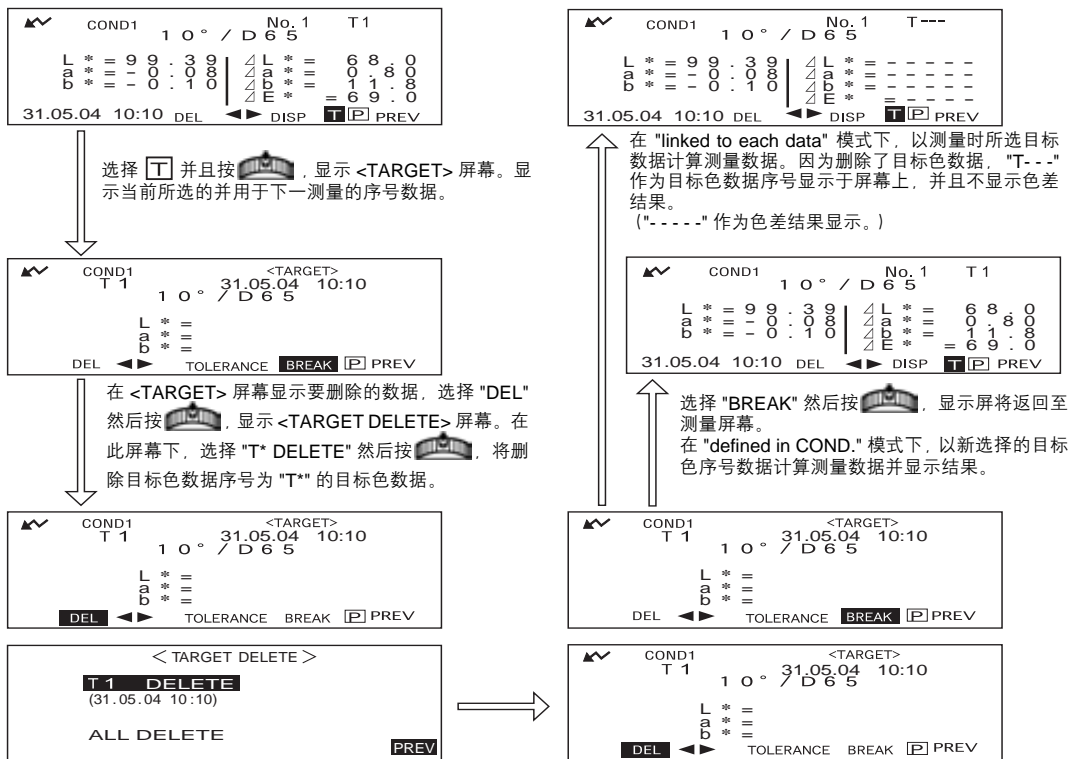 COND1 No. 1 T1
10°/D65
L*=99.39 ⊿L*= 68.0
a*=-0.08 ⊿a*= 0.80
b*=-0.10 ⊿b*= 11.8
⊿E* =69.0
31.05.04 10:10 DEL ◀▶ DISP T P PREV
选择 T 并且按 , 显示 <TARGET> 屏幕。显
示当前所选的并用于下一测量的序号数据。
COND1 <TARGET>
T1 31.05.04 10:10
10°/D65
L*=
a*=
b*=
DEL ◀▶ TOLERANCE BREAK P PREV
在 <TARGET> 屏幕显示要删除的数据, 选择 "DEL"
然后按 , 显示 <TARGET DELETE> 屏幕。在
此屏幕下, 选择 "T* DELETE" 然后按 , 将删
除目标色数据序号为 "T*" 的目标色数据。
COND1 <TARGET>
T1 31.05.04 10:10
10°/D65
L*=
a*=
b*=
DEL ◀▶ TOLERANCE BREAK P PREV
<TARGET DELETE>
T1 DELETE
(31.05.04 10:10)
ALL DELETE
PREV
COND1 <TARGET>
T1 31.05.04 10:10
10°/D65
L*=
a*=
b*=
DEL ◀▶ TOLERANCE BREAK P PREV
COND1 <TARGET>
T1 31.05.04 10:10
10°/D65
L*=
a*=
b*=
DEL ◀▶ TOLERANCE BREAK P PREV
选择 "BREAK" 然后按 , 显示屏将返回至
测量屏幕。
在 "defined in COND." 模式下, 以新选择的目标
色序号数据计算测量数据并显示结果。
COND1 No. 1 T1
10°/D65
L*=99.39 ⊿L*= 68.0
a*=-0.08 ⊿a*= 0.80
b*=-0.10 ⊿b*= 11.8
⊿E* =69.0
31.05.04 10:10 DEL ◀▶ DISP T P PREV
在 "linked to each data" 模式下, 以测量时所选目标
数据计算测量数据。因为删除了目标色数据, "T- - -"
作为目标色数据序号显示于屏幕上, 并且不显示色差
结果。
("- - - - -" 作为色差结果显示。)
COND1 No. 1 T---
10°/D65
L*=99.39 ⊿L*=-----
a*=-0.08 ⊿a*=-----
b*=-0.10 ⊿b*=-----
⊿E* =----
31.05.04 10:10 DEL ◀▶ DISP T P PREV